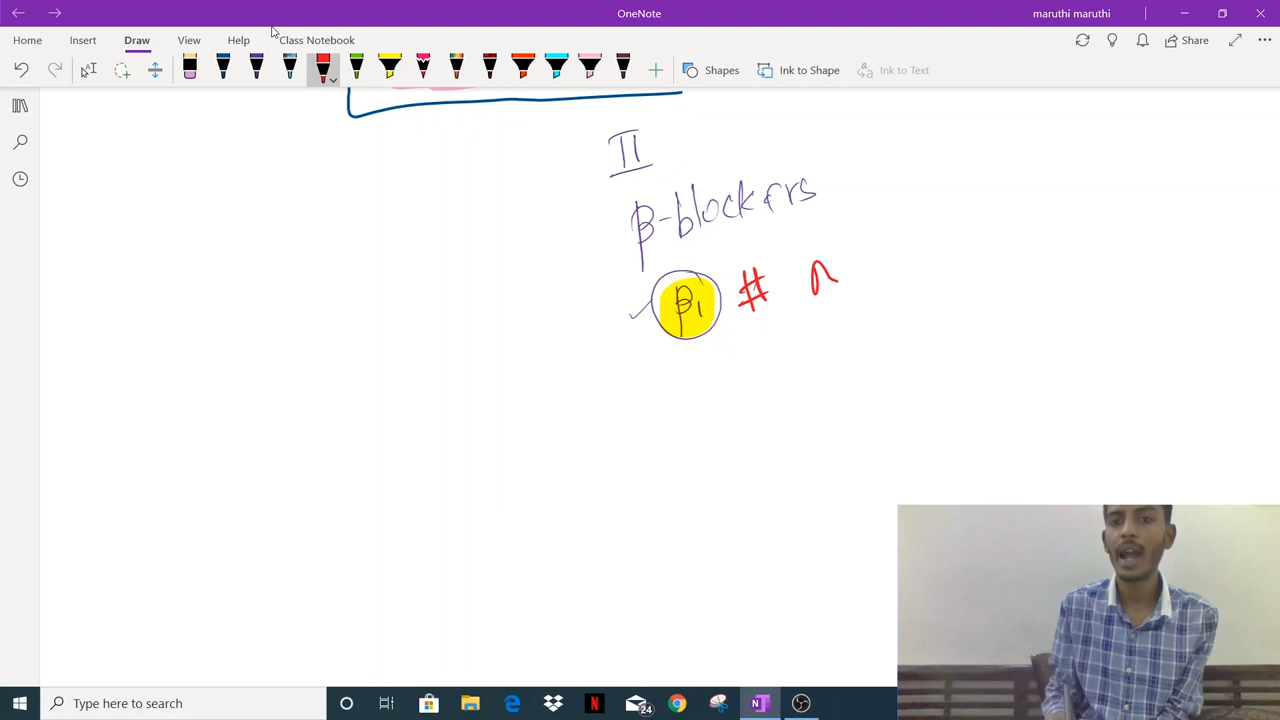 OneNote
maruthi maruthi
Home Insert Draw View Help Class Notebook
Share
Shapes Ink to Shape Ink to Text
II
β-blockers
β1 #
Type here to search
24
N